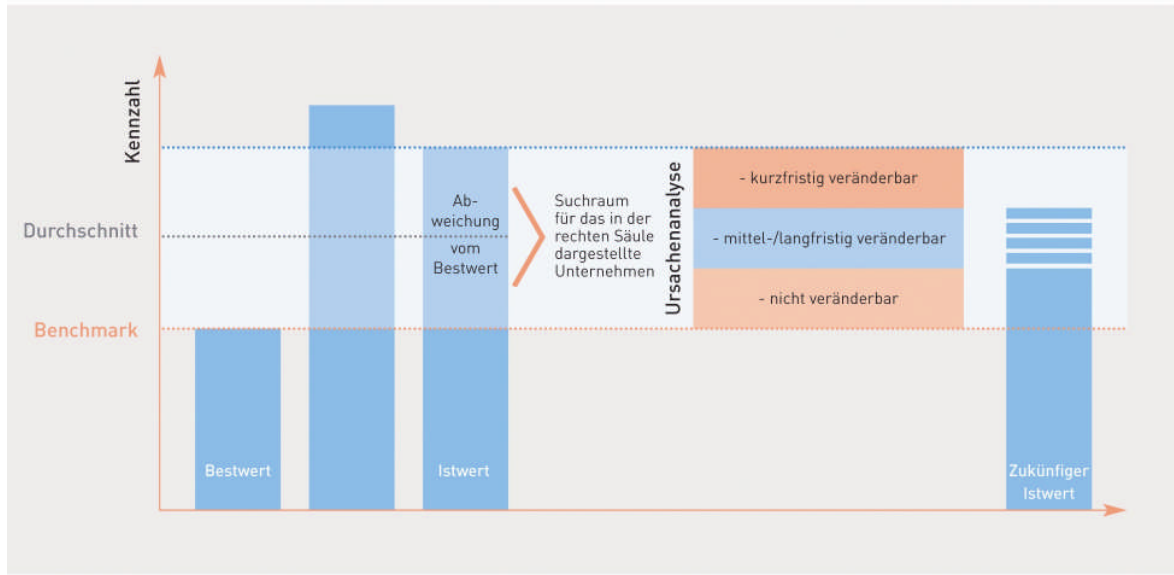 Kennzahl
Durchschnitt
Benchmark
Bestwert
Ab-
weichung
vom
Bestwert
Istwert
Suchraum
für das in der
rechten Säule
dargestellte
Unternehmen
Ursachenanalyse
- kurzfristig veränderbar
- mittel-/langfristig veränderbar
- nicht veränderbar
Zukünfiger
Istwert